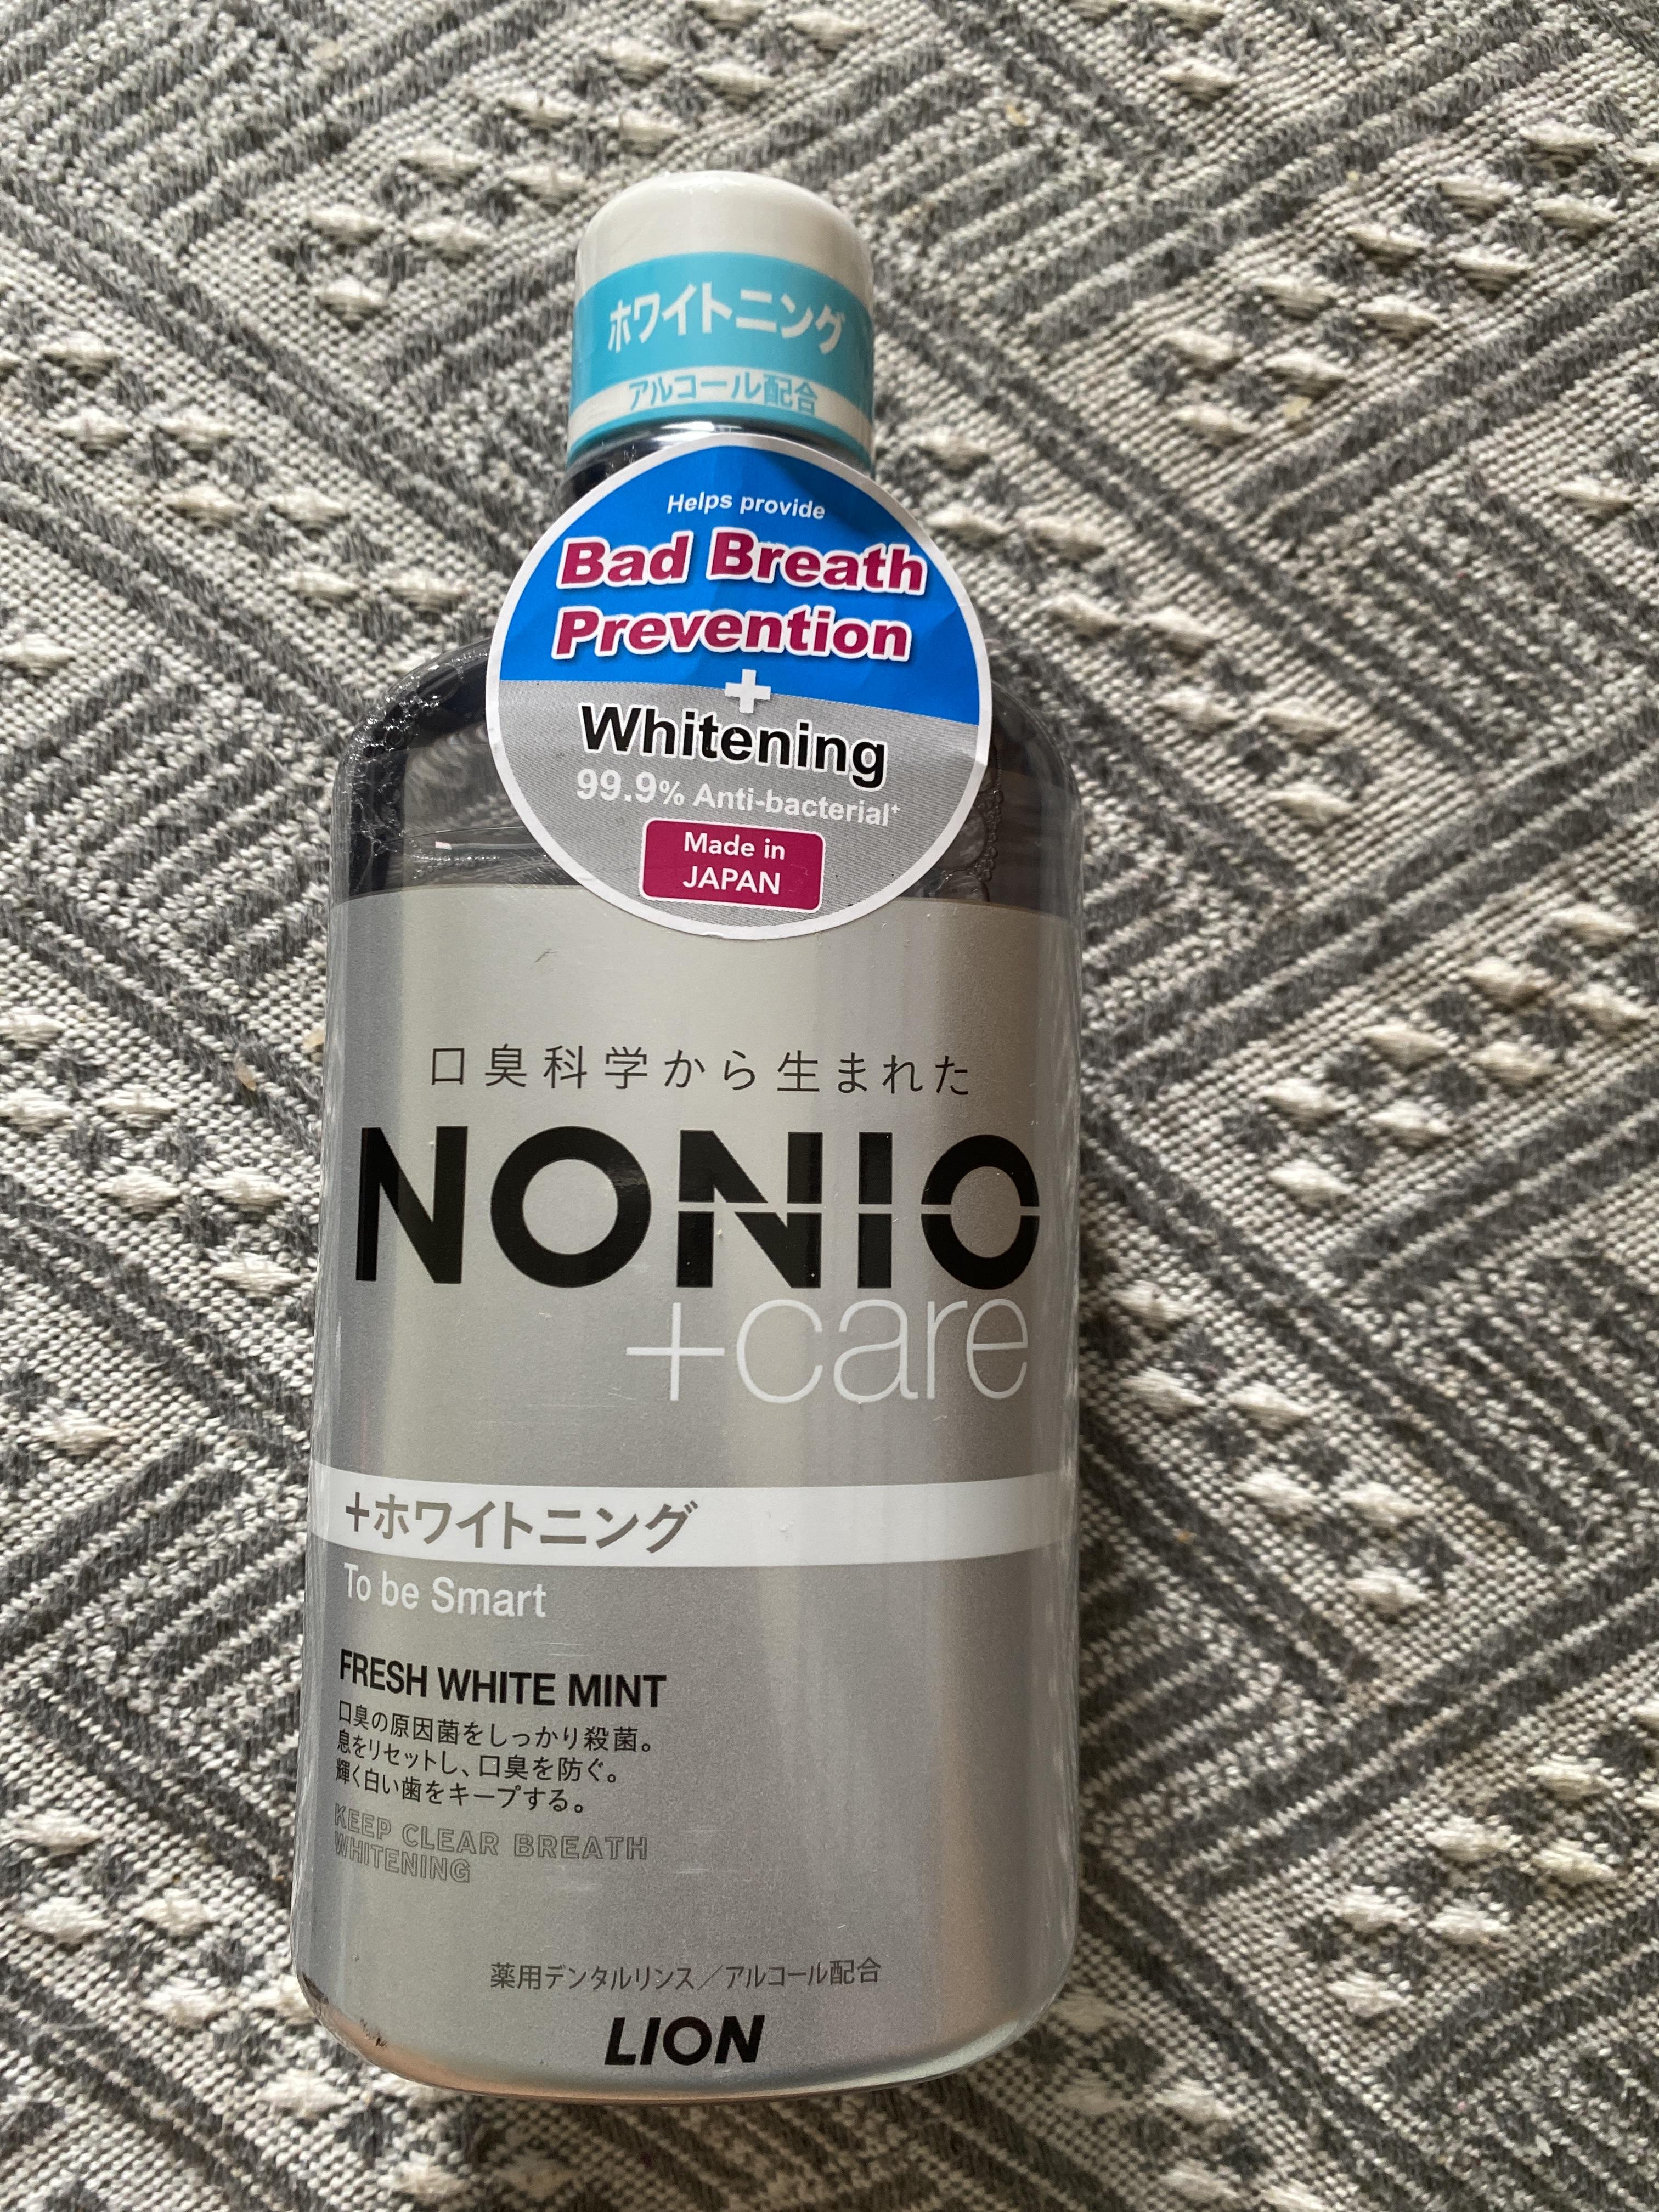 ホワイトニング
アルコール配合
Helps provide
Bad Breath
Prevention
+
Whitening
99.9% Anti-bacterial+
Made in
JAPAN
口臭科学から生まれた
NONIO
+care
+ホワイトニング
To be Smart
FRESH WHITE MINT
口臭の原因菌をしっかり殺菌。
息をリセットし、口臭を防ぐ。
輝く白い歯をキープする。
KEEP CLEAR BREATH
WHITENING
薬用デンタルリンス／アルコール配合
LION